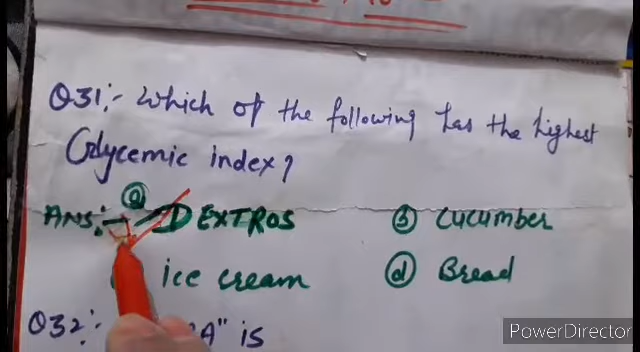 Q31:- Which of the following has the highest
Glycemic index?
ANS:- (a) DEXTROS (b) CUCUMBER
ice cream (d) Bread
Q32:- A" is
PowerDirector